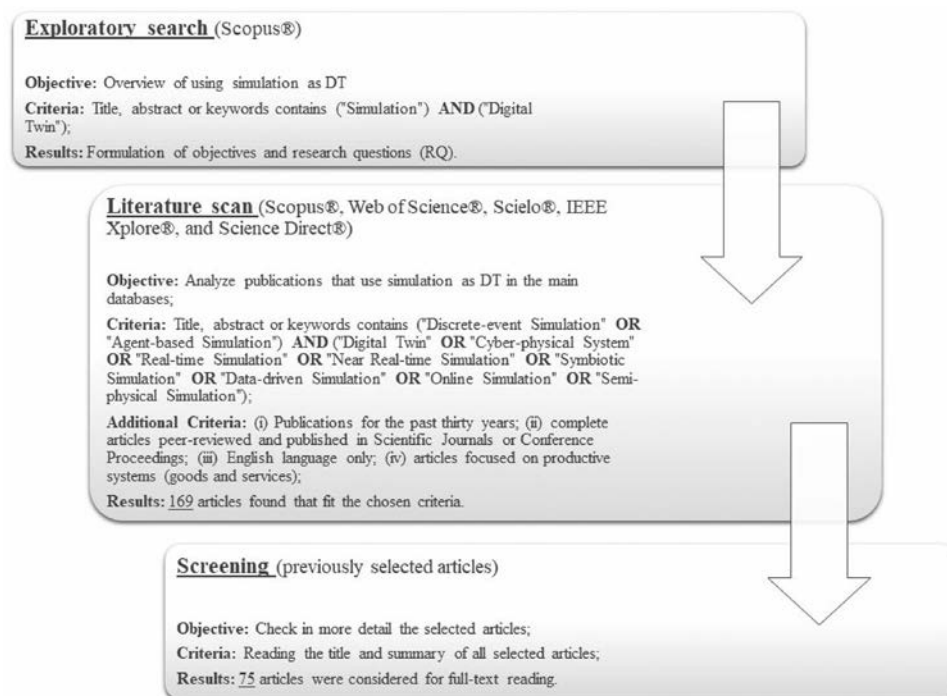 Exploratory search (Scopus®)
Objective: Overview of using simulation as DT
Criteria: Title, abstract or keywords contains ("Simulation") AND ("Digital
Twin");
Results: Formulation of objectives and research questions (RQ).
Literature scan (Scopus®, Web of Science®, Scielo®, IEEE
Xplore®, and Science Direct®)
Objective: Analyze publications that use simulation as DT in the main
databases;
Criteria: Title, abstract or keywords contains ("Discrete-event Simulation" OR
"Agent-based Simulation") AND ("Digital Twin" OR "Cyber-physical System"
OR "Real-time Simulation" OR "Near Real-time Simulation" OR "Symbiotic
Simulation" OR "Data-driven Simulation" OR "Online Simulation" OR "Semi-
physical Simulation");
Additional Criteria: (i) Publications for the past thirty years; (ii) complete
articles peer-reviewed and published in Scientific Journals or Conference
Proceedings; (iii) English language only; (iv) articles focused on productive
systems (goods and services);
Results: 169 articles found that fit the chosen criteria.
Screening (previously selected articles)
Objective: Check in more detail the selected articles;
Criteria: Reading the title and summary of all selected articles;
Results: 75 articles were considered for full-text reading.